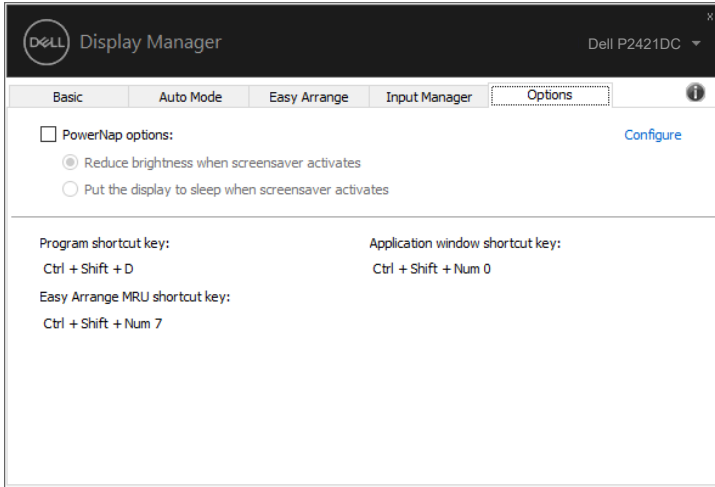 x
DELL Display Manager
Dell P2421DC
Basic Auto Mode Easy Arrange Input Manager Options
PowerNap options: Configure
Reduce brightness when screensaver activates
Put the display to sleep when screensaver activates
Program shortcut key: Application window shortcut key:
Ctrl + Shift + D Ctrl + Shift + Num 0
Easy Arrange MRU shortcut key:
Ctrl + Shift + Num 7